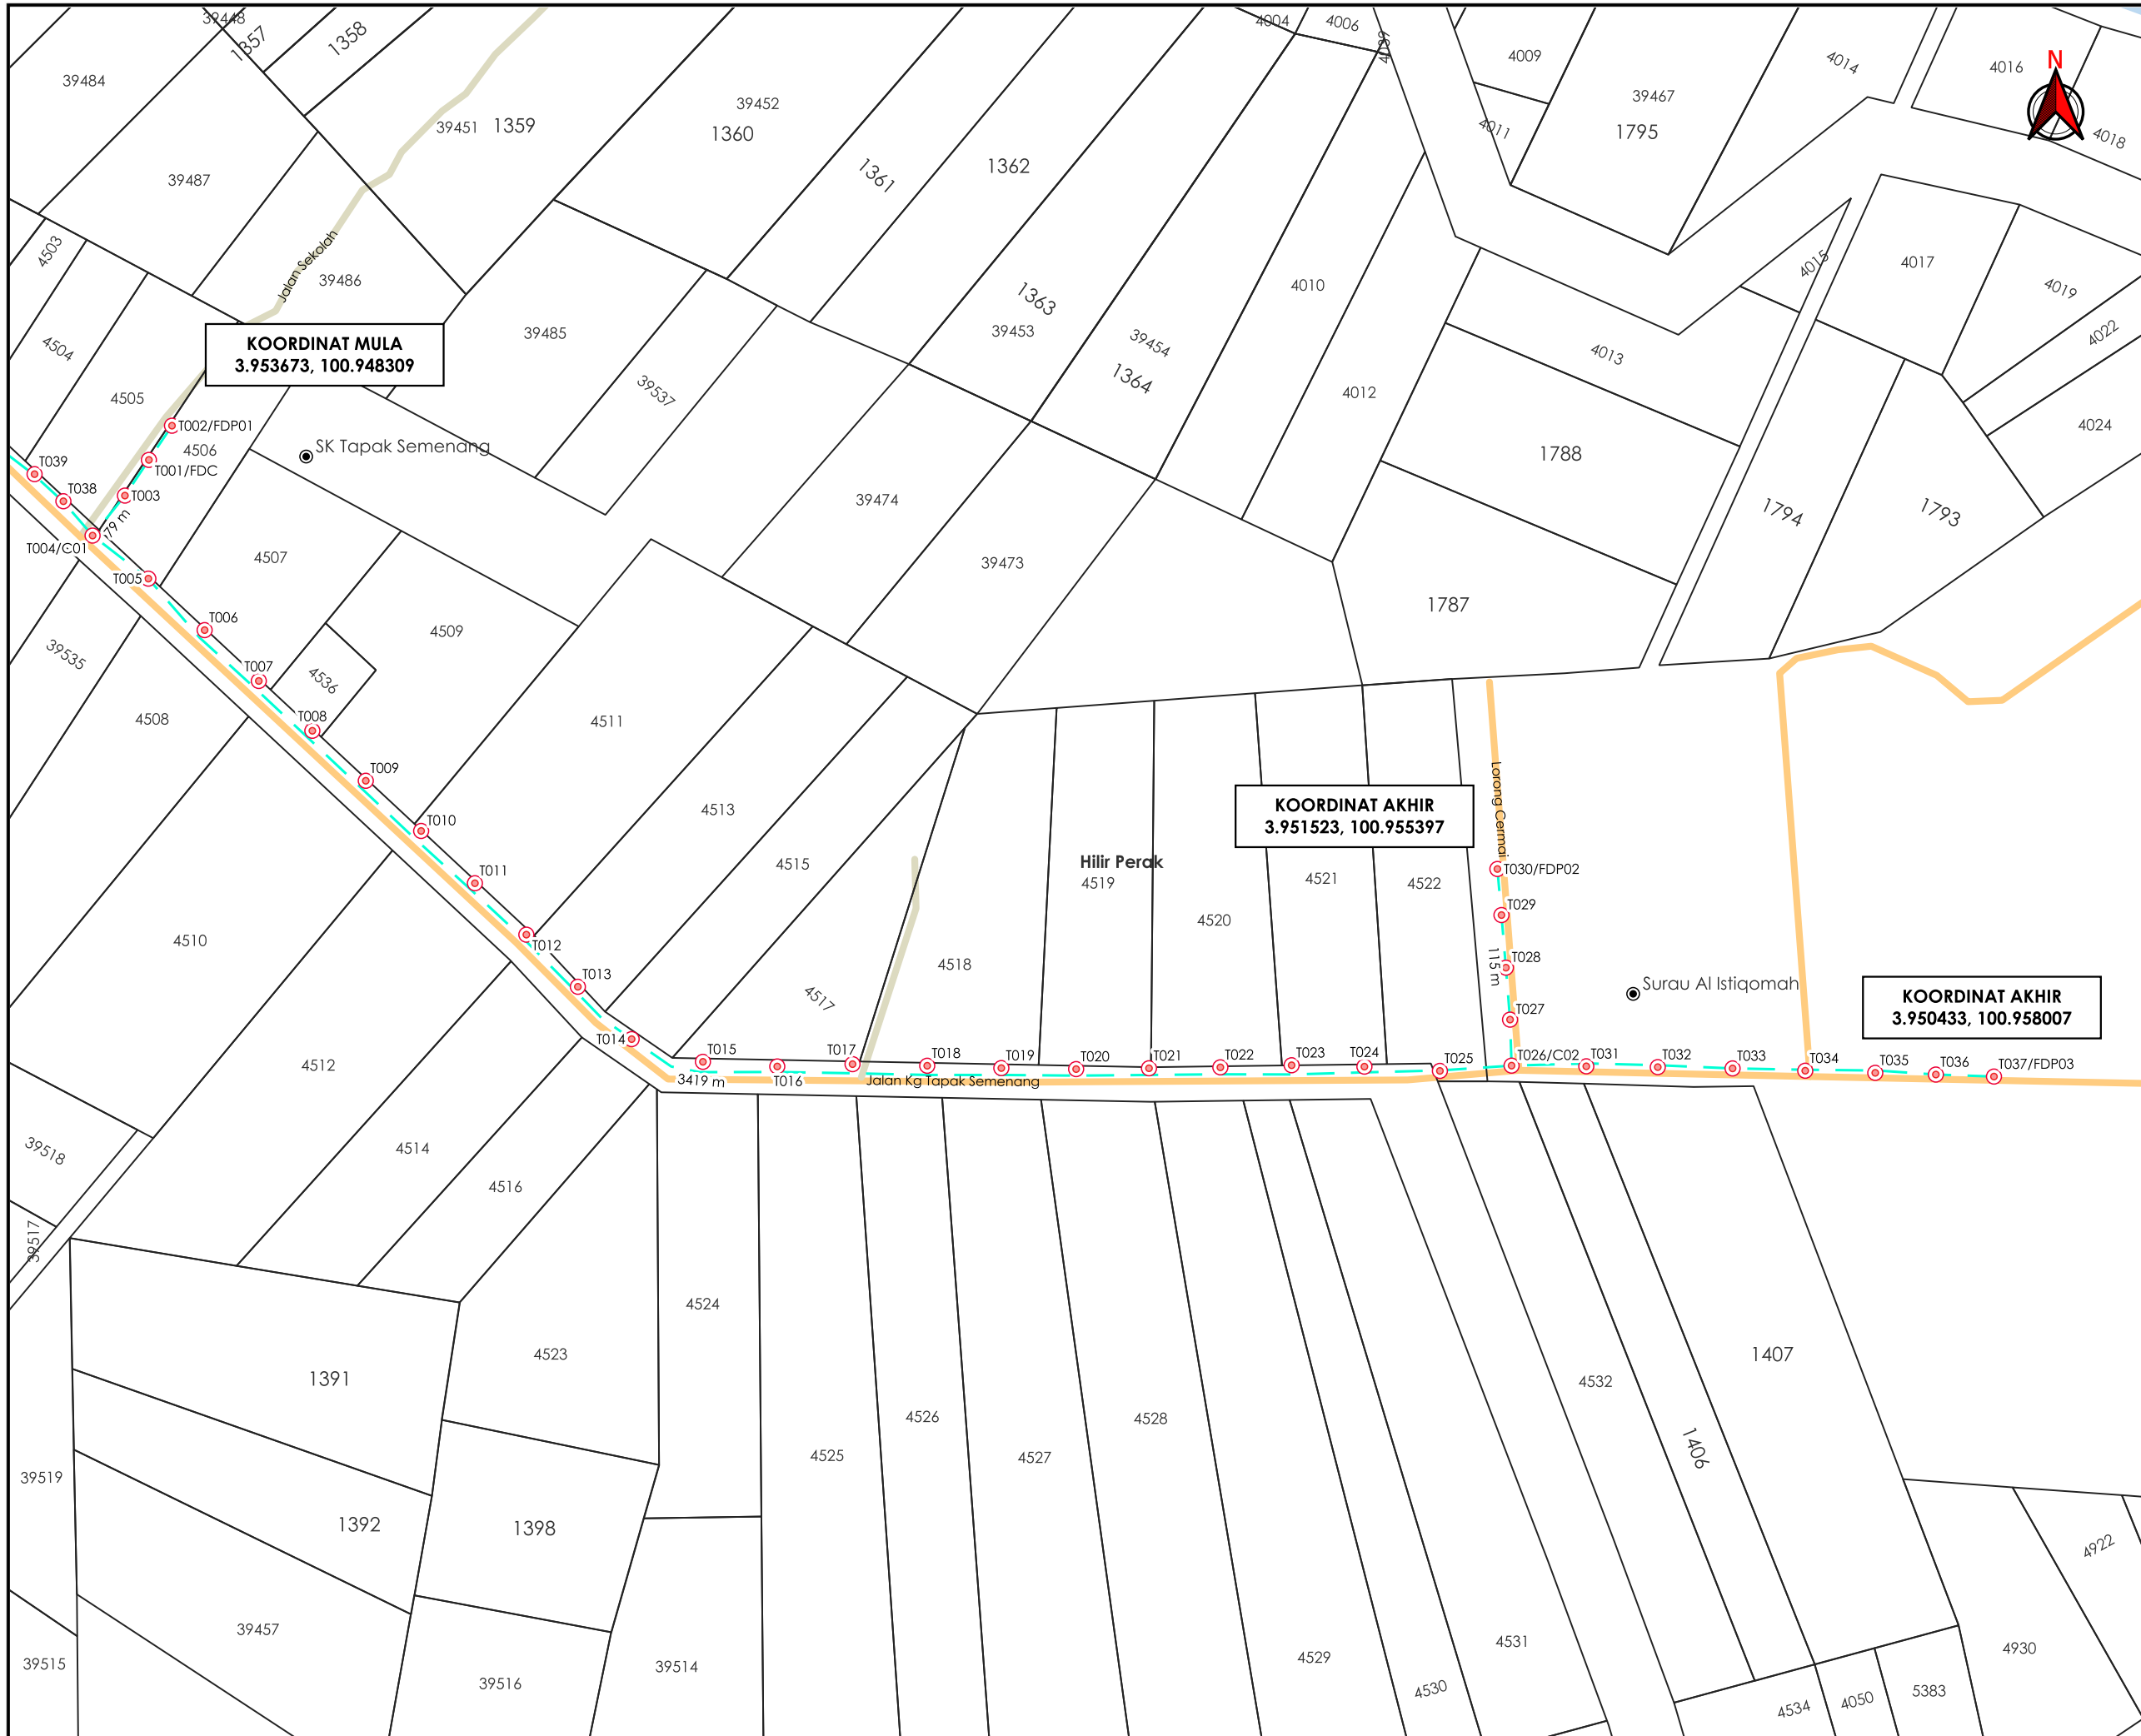 39448
1357
1358
39484
39451
1359
39452
1360
1361
1362
4004
4006
4039
4009
4011
39467
1795
4014
4016
N
4018
39487
4503
Jalan Sekolah
39486
39485
39537
1363
39453
39454
1364
4010
4012
4013
4015
4017
4019
4022
4024
4504
4505
KOORDINAT MULA
3.953673, 100.948309
T002/FDP01
4506
T001/FDC
SK Tapak Semenang
T039
T038
T003
79 m
T004/C01
T005
T006
T007
T008
T009
T010
T011
T012
T013
T014
4507
4509
4536
39474
39473
1788
1787
1794
1793
39535
4508
4511
4513
4515
4517
4510
4512
4514
4516
4518
Hilir Perak
4519
4520
4521
4522
KOORDINAT AKHIR
3.951523, 100.955397
Lorong Cermai
T030/FDP02
T029
T028
115 m
T027
Surau Al Istiqomah
KOORDINAT AKHIR
3.950433, 100.958007
T015
T016
T017
T018
T019
T020
T021
T022
T023
T024
T025
T026/C02
T031
T032
T033
T034
T035
T036
T037/FDP03
3419 m
Jalan Kg Tapak Semenang
39518
39517
4524
4523
1391
1392
1398
39519
39457
39515
39516
39514
4525
4526
4527
4528
4529
4530
4531
4532
1406
1407
4534
4050
5383
4930
4922